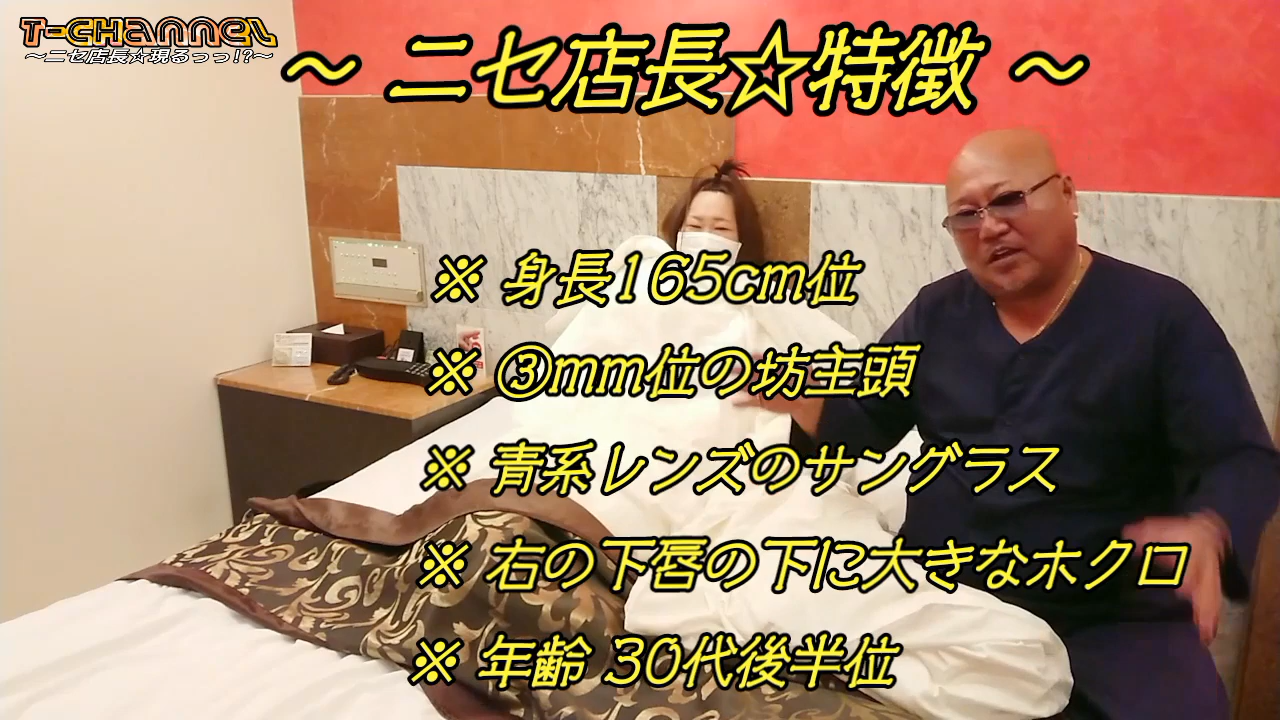 T-CHANNEL
～ニセ店長☆現るっっ!?～
～ ニセ店長☆特徴 ～
※ 身長165cm位
※ ③mm位の坊主頭
※ 青系レンズのサングラス
※ 右の下唇の下に大きなホクロ
※ 年齢 30代後半位